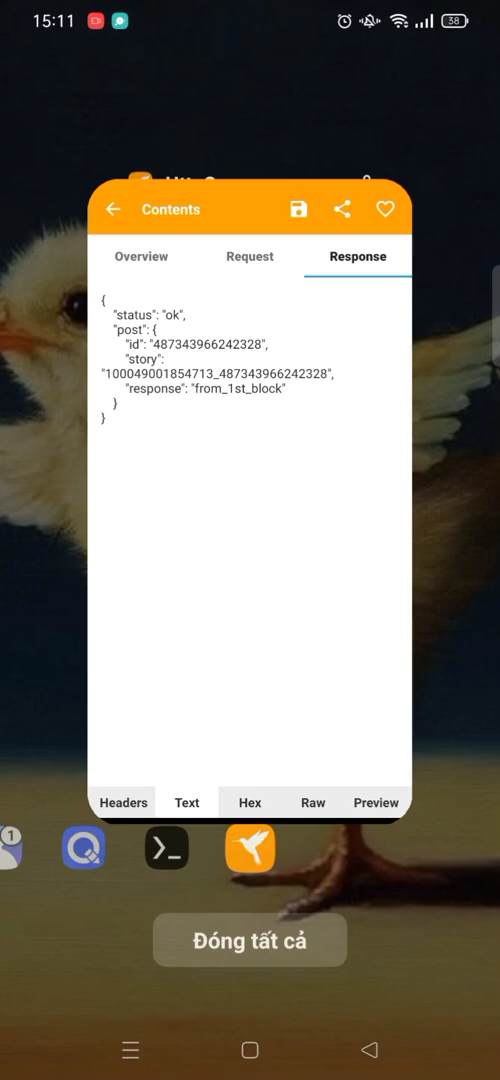 15:11
38
Contents
Overview
Request
Response
{
"status": "ok",
"post": {
"id": "487343966242328",
"story":
"100049001854713_487343966242328",
"response": "from_1st_block"
}
}
Headers
Text
Hex
Raw
Preview
1
Đóng tất cả